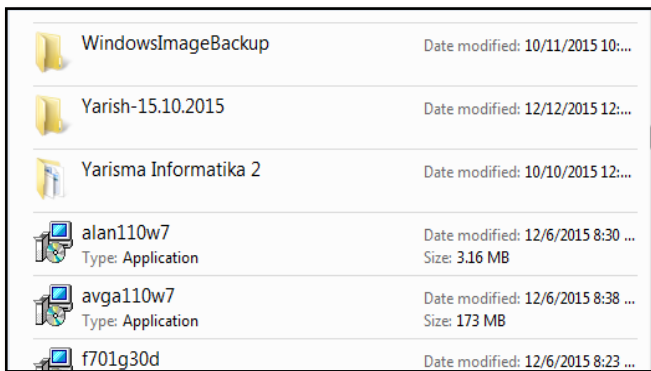 WindowsImageBackup Date modified: 10/11/2015 10:...
Yarish-15.10.2015 Date modified: 12/12/2015 12:...
Yarisma Informatika 2 Date modified: 10/10/2015 12:...
alan110w7 Date modified: 12/6/2015 8:30 ...
Type: Application Size: 3.16 MB
avga110w7 Date modified: 12/6/2015 8:38 ...
Type: Application Size: 173 MB
f701g30d Date modified: 12/6/2015 8:23 ...